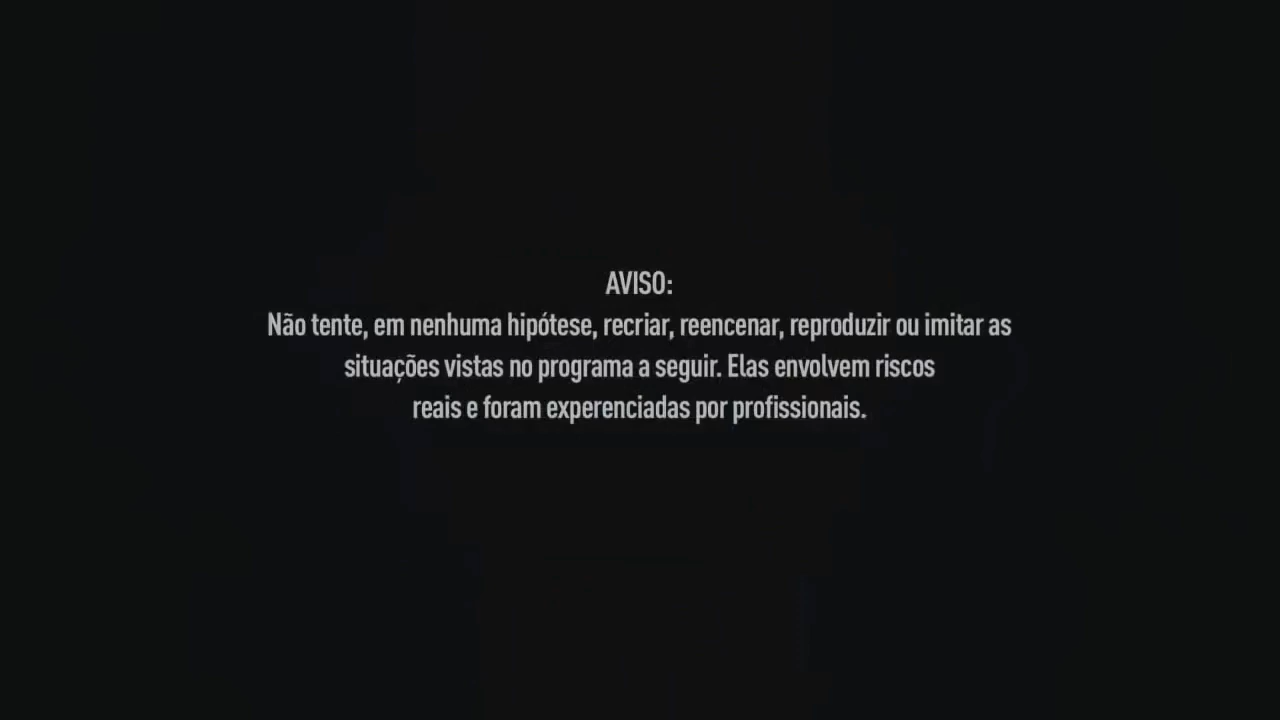 AVISO:
Não tente, em nenhuma hipótese, recriar, reencenar, reproduzir ou imitar as
situações vistas no programa a seguir. Elas envolvem riscos
reais e foram experenciadas por profissionais.